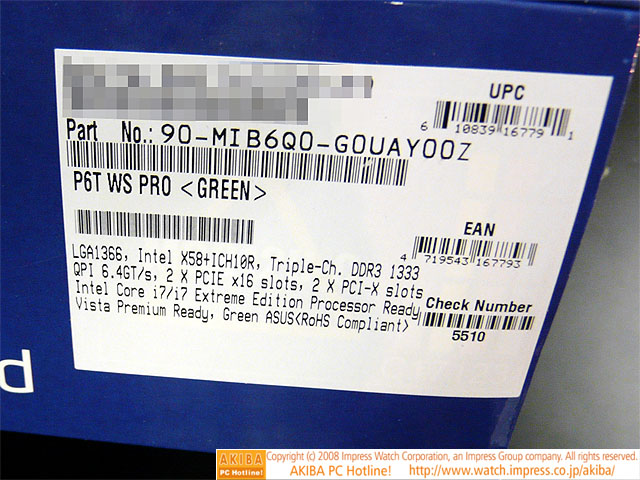 UPC
6 10839 16779 1
Part No.: 90-MIB6Q0-G0UAY00Z
P6T WS PRO <GREEN>
EAN
4 719543 167793
LGA1366, Intel X58+ICH10R, Triple-Ch. DDR3 1333
QPI 6.4GT/s, 2 X PCIE x16 slots, 2 X PCI-X slots
Intel Core i7/i7 Extreme Edition Processor Ready
Vista Premium Ready, Green ASUS<RoHS Compliant>
Check Number
5510
d
AKIBA
PC Hotline!
Copyright (c) 2008 Impress Watch Corporation, an Impress Group company. All rights reserved.
AKIBA PC Hotline! http://www.watch.impress.co.jp/akiba/